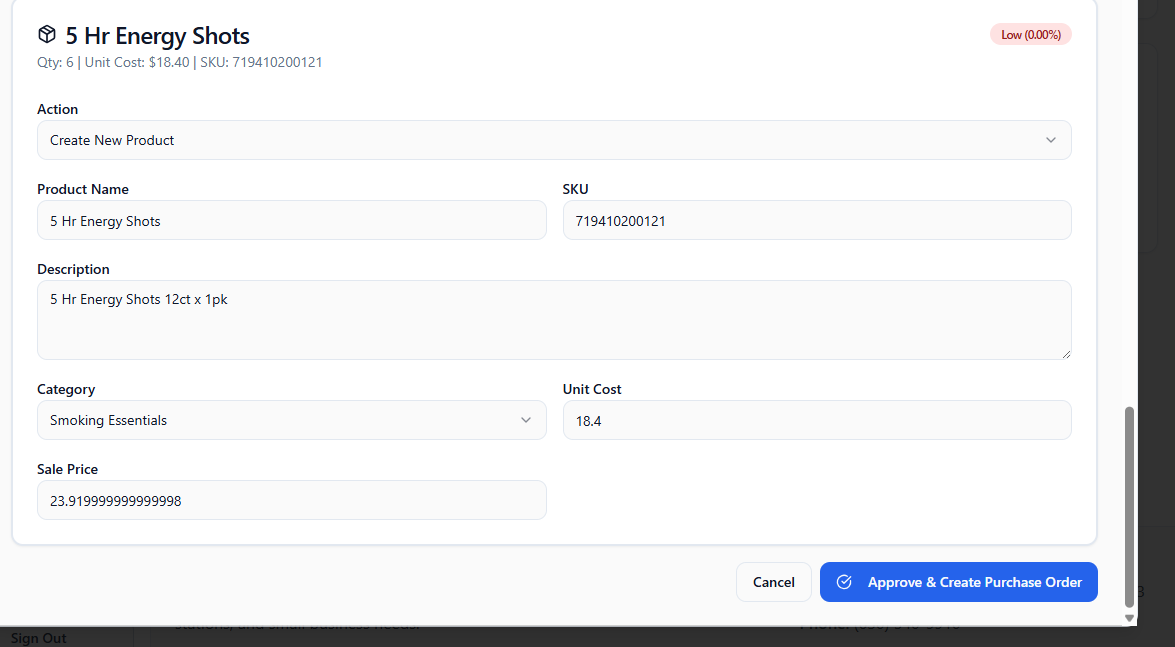 5 Hr Energy Shots
Low (0.00%)
Qty: 6 | Unit Cost: $18.40 | SKU: 719410200121
Action
Create New Product
Product Name
SKU
5 Hr Energy Shots
719410200121
Description
5 Hr Energy Shots 12ct x 1pk
Category
Unit Cost
Smoking Essentials
18.4
Sale Price
23.919999999999998
Cancel
Approve & Create Purchase Order
3
Sign Out